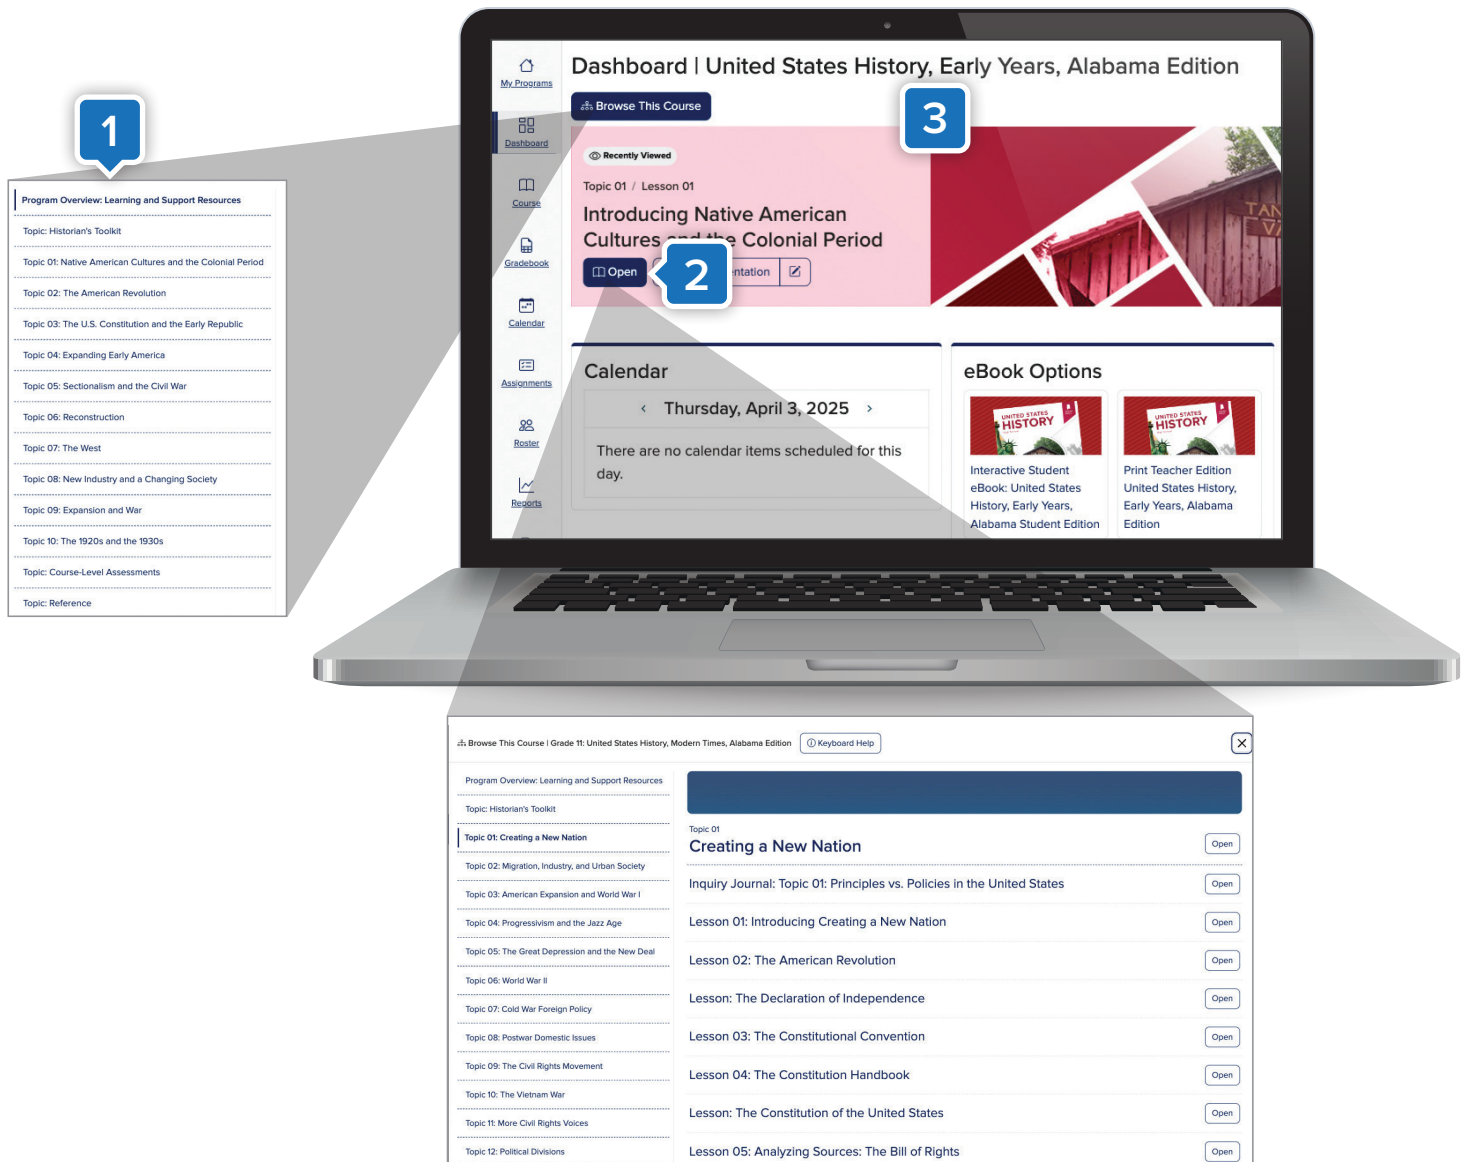 1
Program Overview: Learning and Support Resources
Topic: Historian's Toolkit
Topic 01: Native American Cultures and the Colonial Period
Topic 02: The American Revolution
Topic 03: The U.S. Constitution and the Early Republic
Topic 04: Expanding Early America
Topic 05: Sectionalism and the Civil War
Topic 06: Reconstruction
Topic 07: The West
Topic 08: New Industry and a Changing Society
Topic 09: Expansion and War
Topic 10: The 1920s and the 1930s
Topic: Course-Level Assessments
Topic: Reference
My Programs
Dashboard
Course
Gradebook
Calendar
Assignments
Roster
Reports
Dashboard | United States History, Early Years, Alabama Edition
Browse This Course
3
Recently Viewed
Topic 01 / Lesson 01
Introducing Native American
Cultures and the Colonial Period
Open
2
entation
TAN
VA
Calendar
‹ Thursday, April 3, 2025 ›
There are no calendar items scheduled for this
day.
eBook Options
UNITED STATES
HISTORY
Interactive Student
eBook: United States
History, Early Years,
Alabama Student Edition
UNITED STATES
HISTORY
Print Teacher Edition
United States History,
Early Years, Alabama
Edition
Browse This Course | Grade 11: United States History, Modern Times, Alabama Edition
Keyboard Help
Program Overview: Learning and Support Resources
Topic: Historian's Toolkit
Topic 01: Creating a New Nation
Topic 02: Migration, Industry, and Urban Society
Topic 03: American Expansion and World War I
Topic 04: Progressivism and the Jazz Age
Topic 05: The Great Depression and the New Deal
Topic 06: World War II
Topic 07: Cold War Foreign Policy
Topic 08: Postwar Domestic Issues
Topic 09: The Civil Rights Movement
Topic 10: The Vietnam War
Topic 11: More Civil Rights Voices
Topic 12: Political Divisions
Topic 01
Creating a New Nation Open
Inquiry Journal: Topic 01: Principles vs. Policies in the United States Open
Lesson 01: Introducing Creating a New Nation Open
Lesson 02: The American Revolution Open
Lesson: The Declaration of Independence Open
Lesson 03: The Constitutional Convention Open
Lesson 04: The Constitution Handbook Open
Lesson: The Constitution of the United States Open
Lesson 05: Analyzing Sources: The Bill of Rights Open